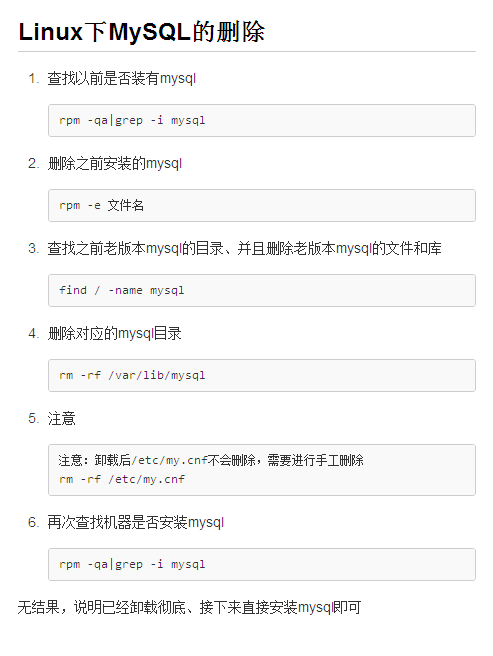 Linux下MySQL的删除
1. 查找以前是否装有mysql
rpm -qa|grep -i mysql
2. 删除之前安装的mysql
rpm -e 文件名
3. 查找之前老版本mysql的目录、并且删除老版本mysql的文件和库
find / -name mysql
4. 删除对应的mysql目录
rm -rf /var/lib/mysql
5. 注意
注意：卸载后/etc/my.cnf不会删除，需要进行手工删除
rm -rf /etc/my.cnf
6. 再次查找机器是否安装mysql
rpm -qa|grep -i mysql
无结果，说明已经卸载彻底、接下来直接安装mysql即可